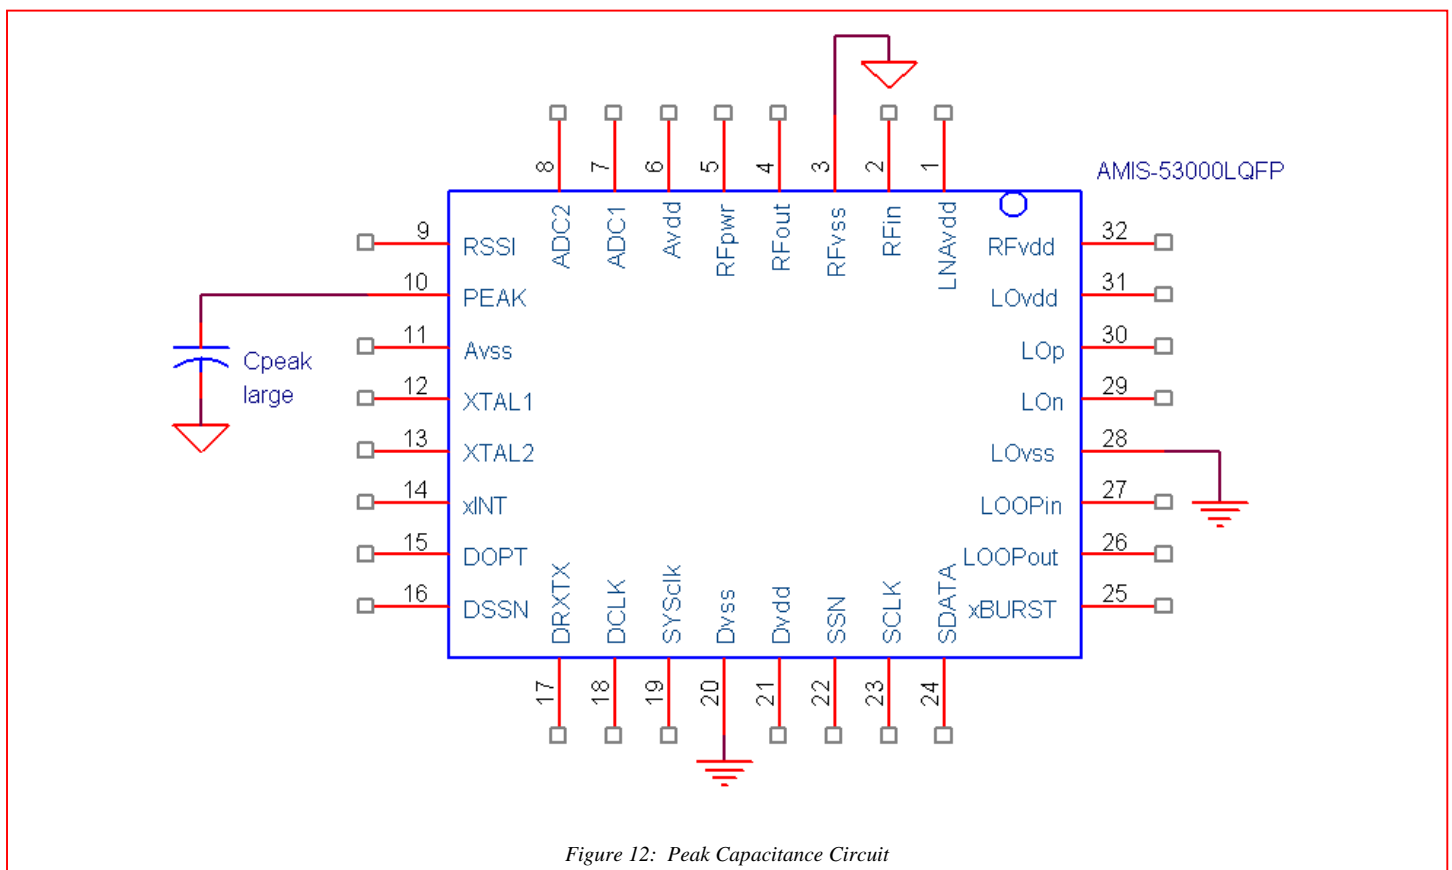 8 7 6 5 4 3 2 1
AMIS-53000LQFP
ADC2 ADC1 Avdd RFpwr RFout RFvss RFin LNAvdd
9 RSSI RFvdd 32
10 PEAK LOvdd 31
11 Avss LOp 30
Cpeak
large
12 XTAL1 LOn 29
13 XTAL2 LOvss 28
14 xINT LOOPin 27
15 DOPT LOOPout 26
16 DSSN xBURST 25
DRXTX DCLK SYSclk Dvss Dvdd SSN SCLK SDATA
17 18 19 20 21 22 23 24
Figure 12: Peak Capacitance Circuit